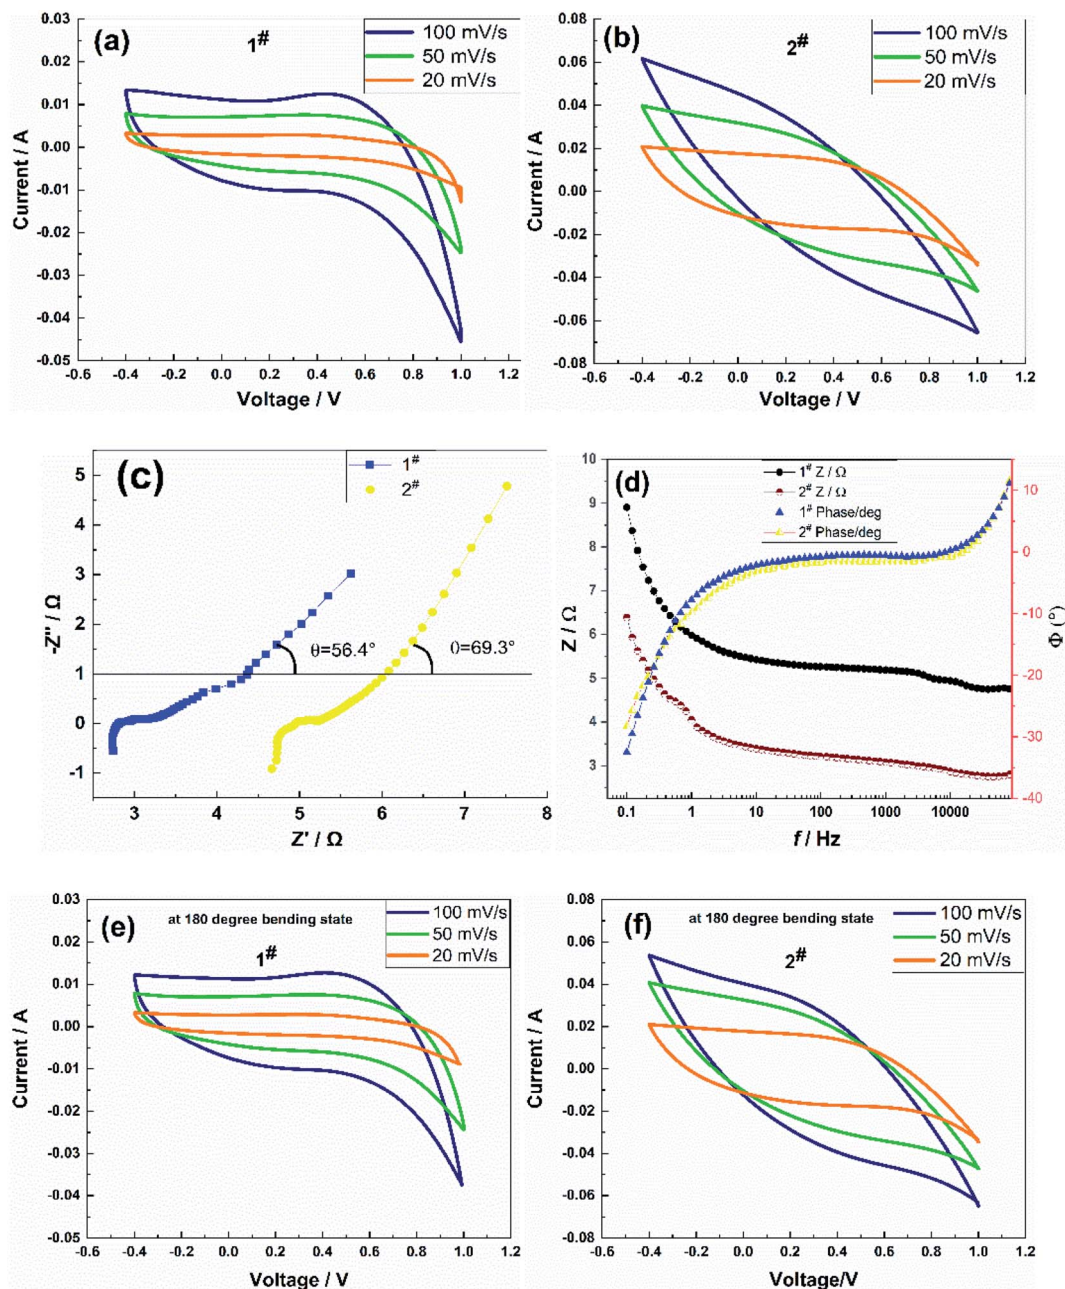 (a)
1#
100 mV/s
50 mV/s
20 mV/s
0.03
0.02
0.01
0.00
-0.01
-0.02
-0.03
-0.04
-0.05
Current / A
-0.6 -0.4 -0.2 0.0 0.2 0.4 0.6 0.8 1.0 1.2
Voltage / V
(b)
2#
100 mV/s
50 mV/s
20 mV/s
0.08
0.06
0.04
0.02
0.00
-0.02
-0.04
-0.06
-0.08
Current / A
-0.6 -0.4 -0.2 0.0 0.2 0.4 0.6 0.8 1.0 1.2
Voltage / V
(c)
1#
2#
5
4
3
2
1
0
-1
-Z'' / Ω
θ=56.4°
θ=69.3°
3 4 5 6 7 8
Z' / Ω
(d)
1# Z / Ω
2# Z / Ω
1# Phase/deg
2# Phase/deg
10
9
8
7
6
5
4
3
Z / Ω
10
0
-10
-20
-30
-40
Φ (°)
0.1 1 10 100 1000 10000
f / Hz
(e)
at 180 degree bending state
1#
100 mV/s
50 mV/s
20 mV/s
0.03
0.02
0.01
0.00
-0.01
-0.02
-0.03
-0.04
-0.05
Current / A
-0.6 -0.4 -0.2 0.0 0.2 0.4 0.6 0.8 1.0 1.2
Voltage / V
(f)
at 180 degree bending state
2#
100 mV/s
50 mV/s
20 mV/s
0.08
0.06
0.04
0.02
0.00
-0.02
-0.04
-0.06
-0.08
Current / A
-0.6 -0.4 -0.2 0.0 0.2 0.4 0.6 0.8 1.0 1.2
Voltage/V